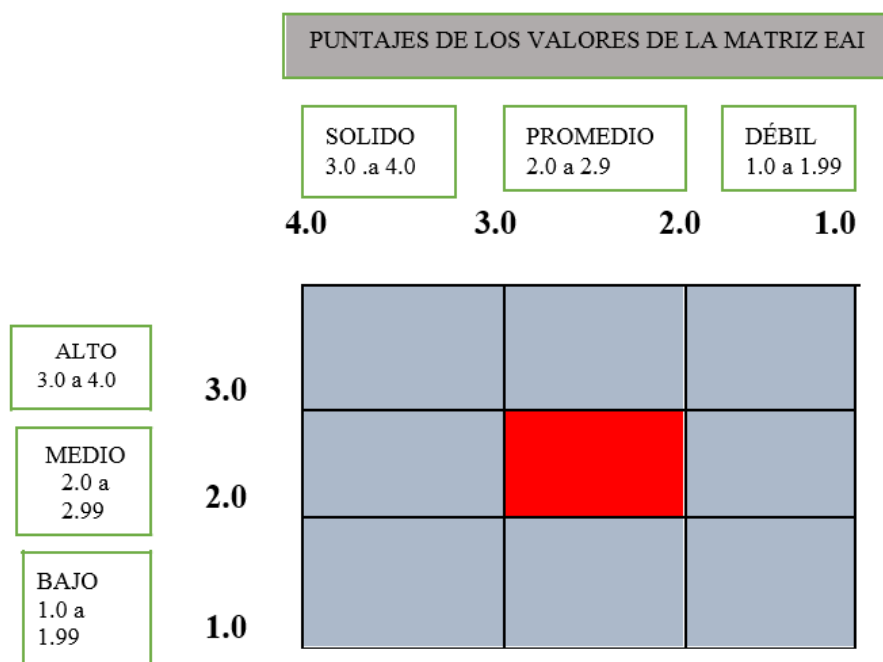 PUNTAJES DE LOS VALORES DE LA MATRIZ EAI
SOLIDO
3.0 .a 4.0
PROMEDIO
2.0 a 2.9
DÉBIL
1.0 a 1.99
4.0 3.0 2.0 1.0
ALTO
3.0 a 4.0
3.0
MEDIO
2.0 a
2.99
2.0
BAJO
1.0 a
1.99
1.0